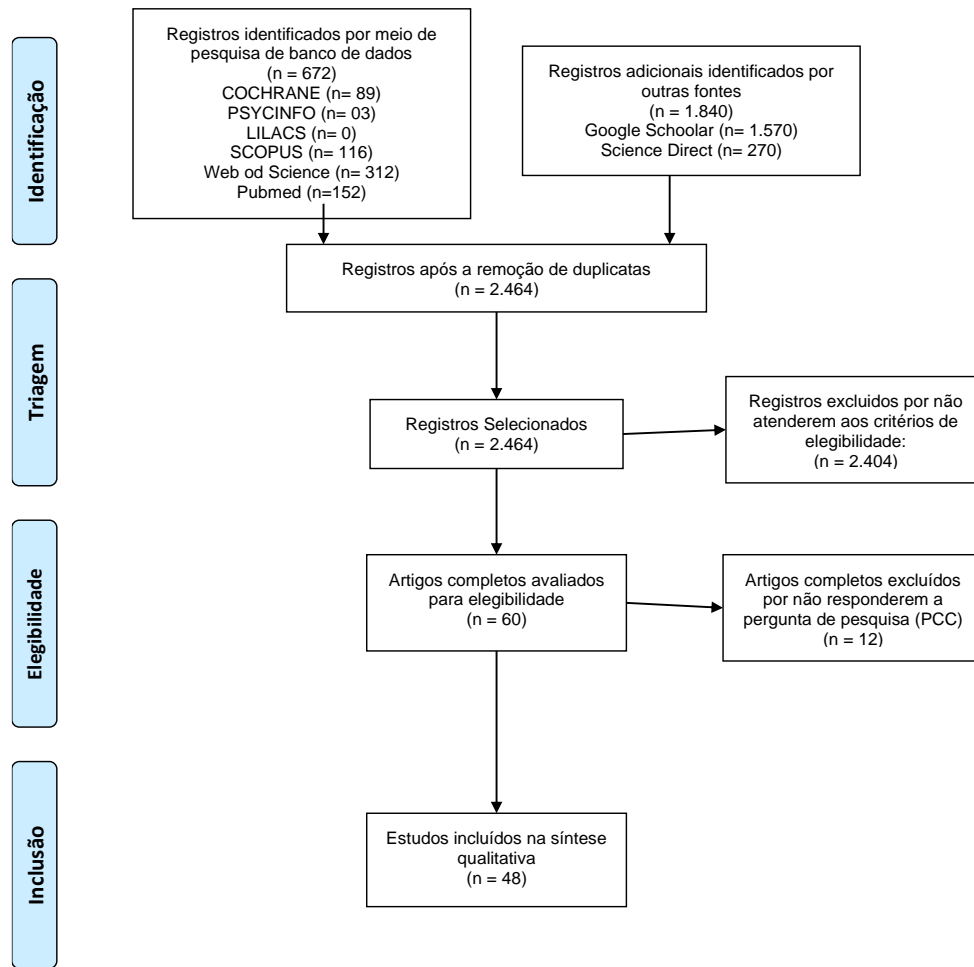 Identificação
Registros identificados por meio de
pesquisa de banco de dados
(n = 672)
COCHRANE (n= 89)
PSYCINFO (n= 03)
LILACS (n= 0)
SCOPUS (n= 116)
Web od Science (n= 312)
Pubmed (n=152)
Registros adicionais identificados por
outras fontes
(n = 1.840)
Google Schoolar (n= 1.570)
Science Direct (n= 270)
Registros após a remoção de duplicatas
(n = 2.464)
Triagem
Registros Selecionados
(n = 2.464)
Registros excluidos por não
atenderem aos critérios de
elegibilidade:
(n = 2.404)
Elegibilidade
Artigos completos avaliados
para elegibilidade
(n = 60)
Artigos completos excluídos
por não responderem a
pergunta de pesquisa (PCC)
(n = 12)
Inclusão
Estudos incluídos na síntese
qualitativa
(n = 48)